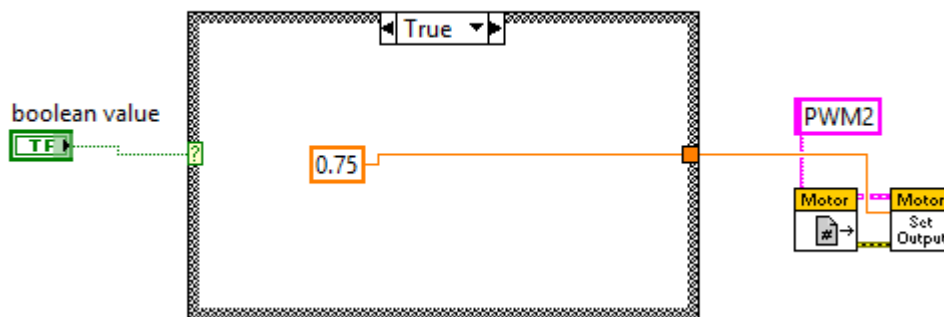 True
boolean value
TF
?
0.75
PWM2
Motor
#
Motor
Set
Output